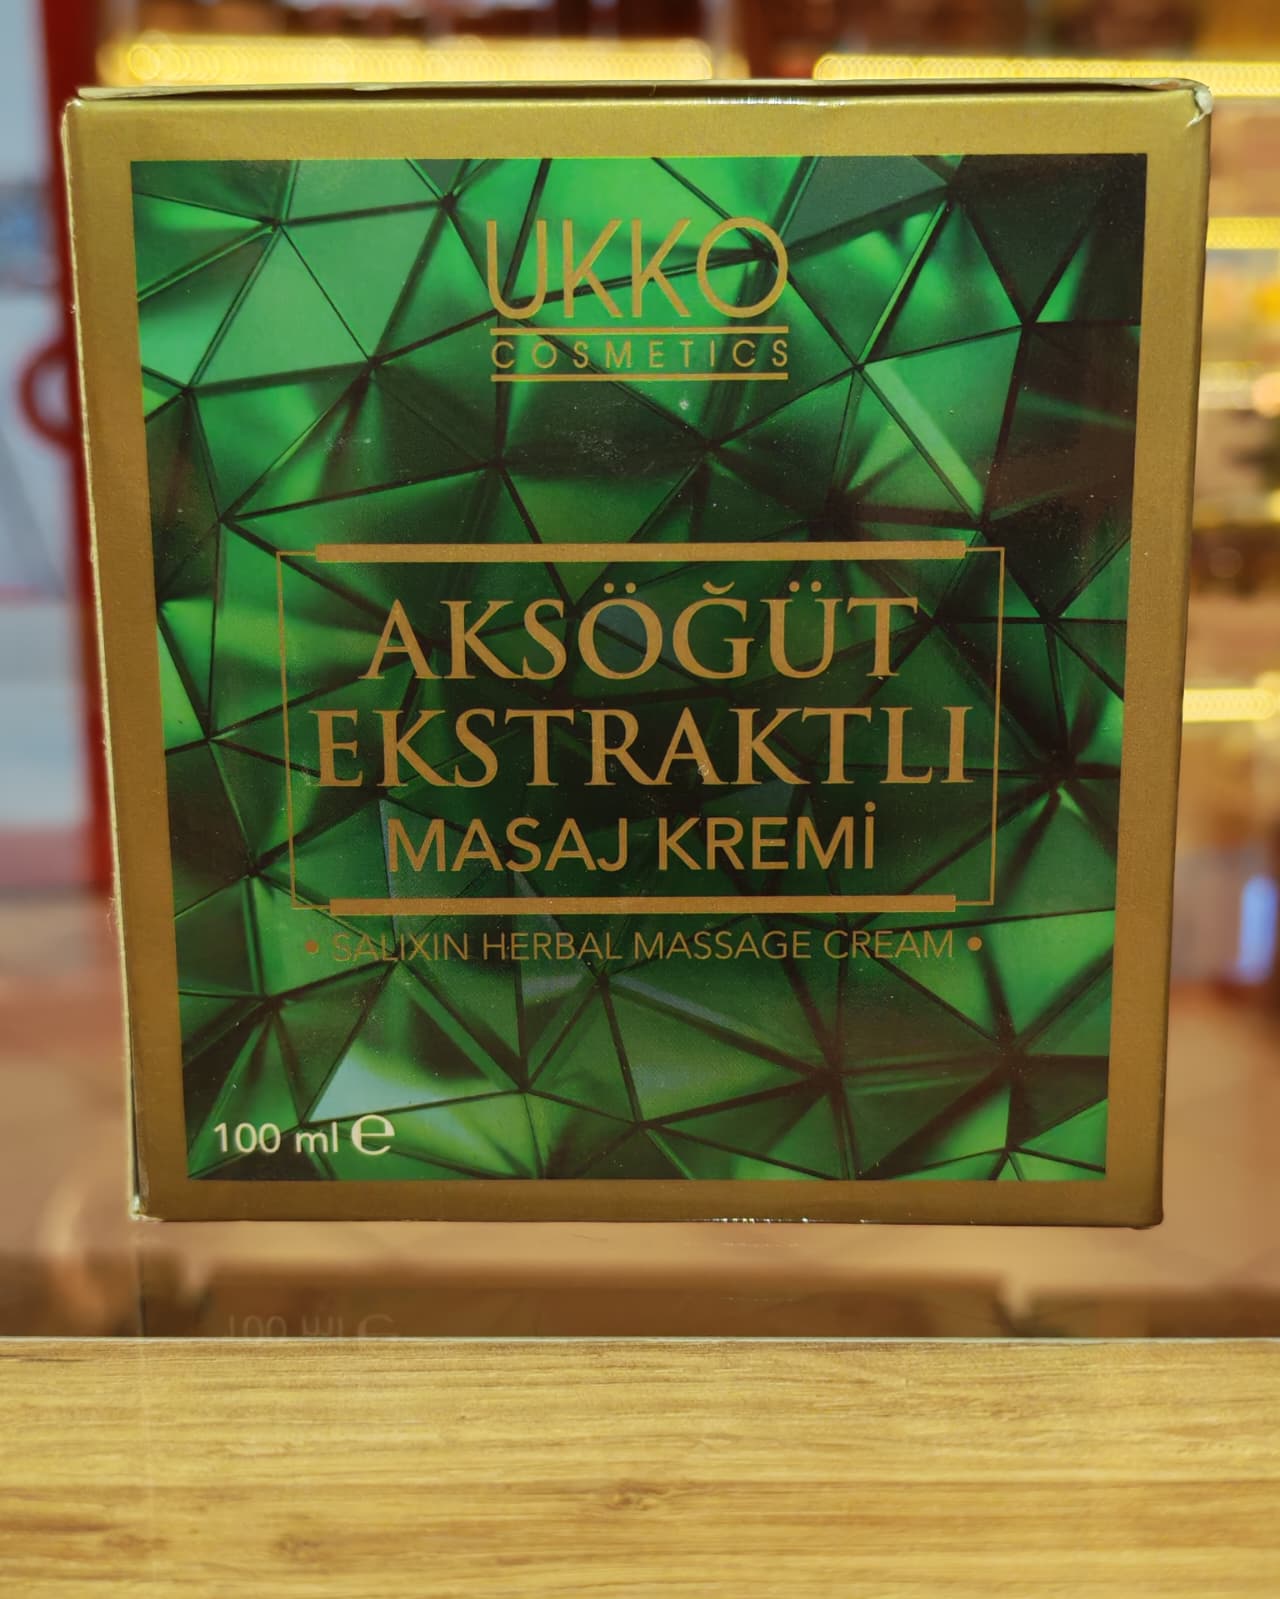 UKKO
COSMETICS
AKSÖĞÜT
EKSTRAKTLI
MASAJ KREMİ
• SALIXIN HERBAL MASSAGE CREAM •
100 ml ℮